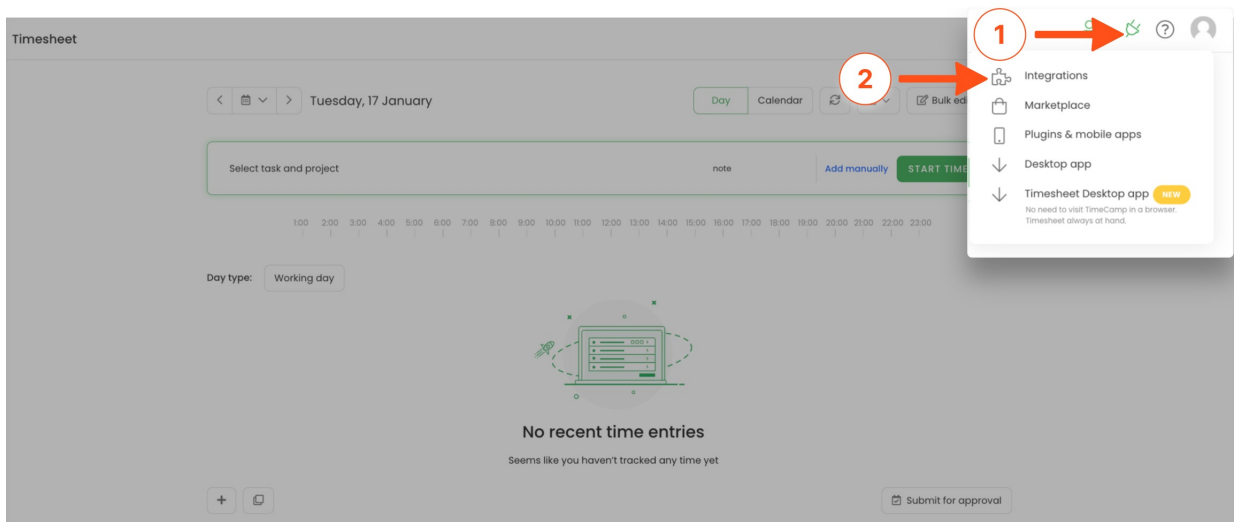 Timesheet
1
2
Integrations
Marketplace
Plugins & mobile apps
Desktop app
Timesheet Desktop app NEW
No need to visit TimeCamp in a browser.
Timesheet always at hand.
Tuesday, 17 January
Day Calendar
Bulk edi
Select task and project note Add manually START TIME
1:00 2:00 3:00 4:00 5:00 6:00 7:00 8:00 9:00 10:00 11:00 12:00 13:00 14:00 15:00 16:00 17:00 18:00 19:00 20:00 21:00 22:00 23:00
Day type: Working day
No recent time entries
Seems like you haven't tracked any time yet
Submit for approval